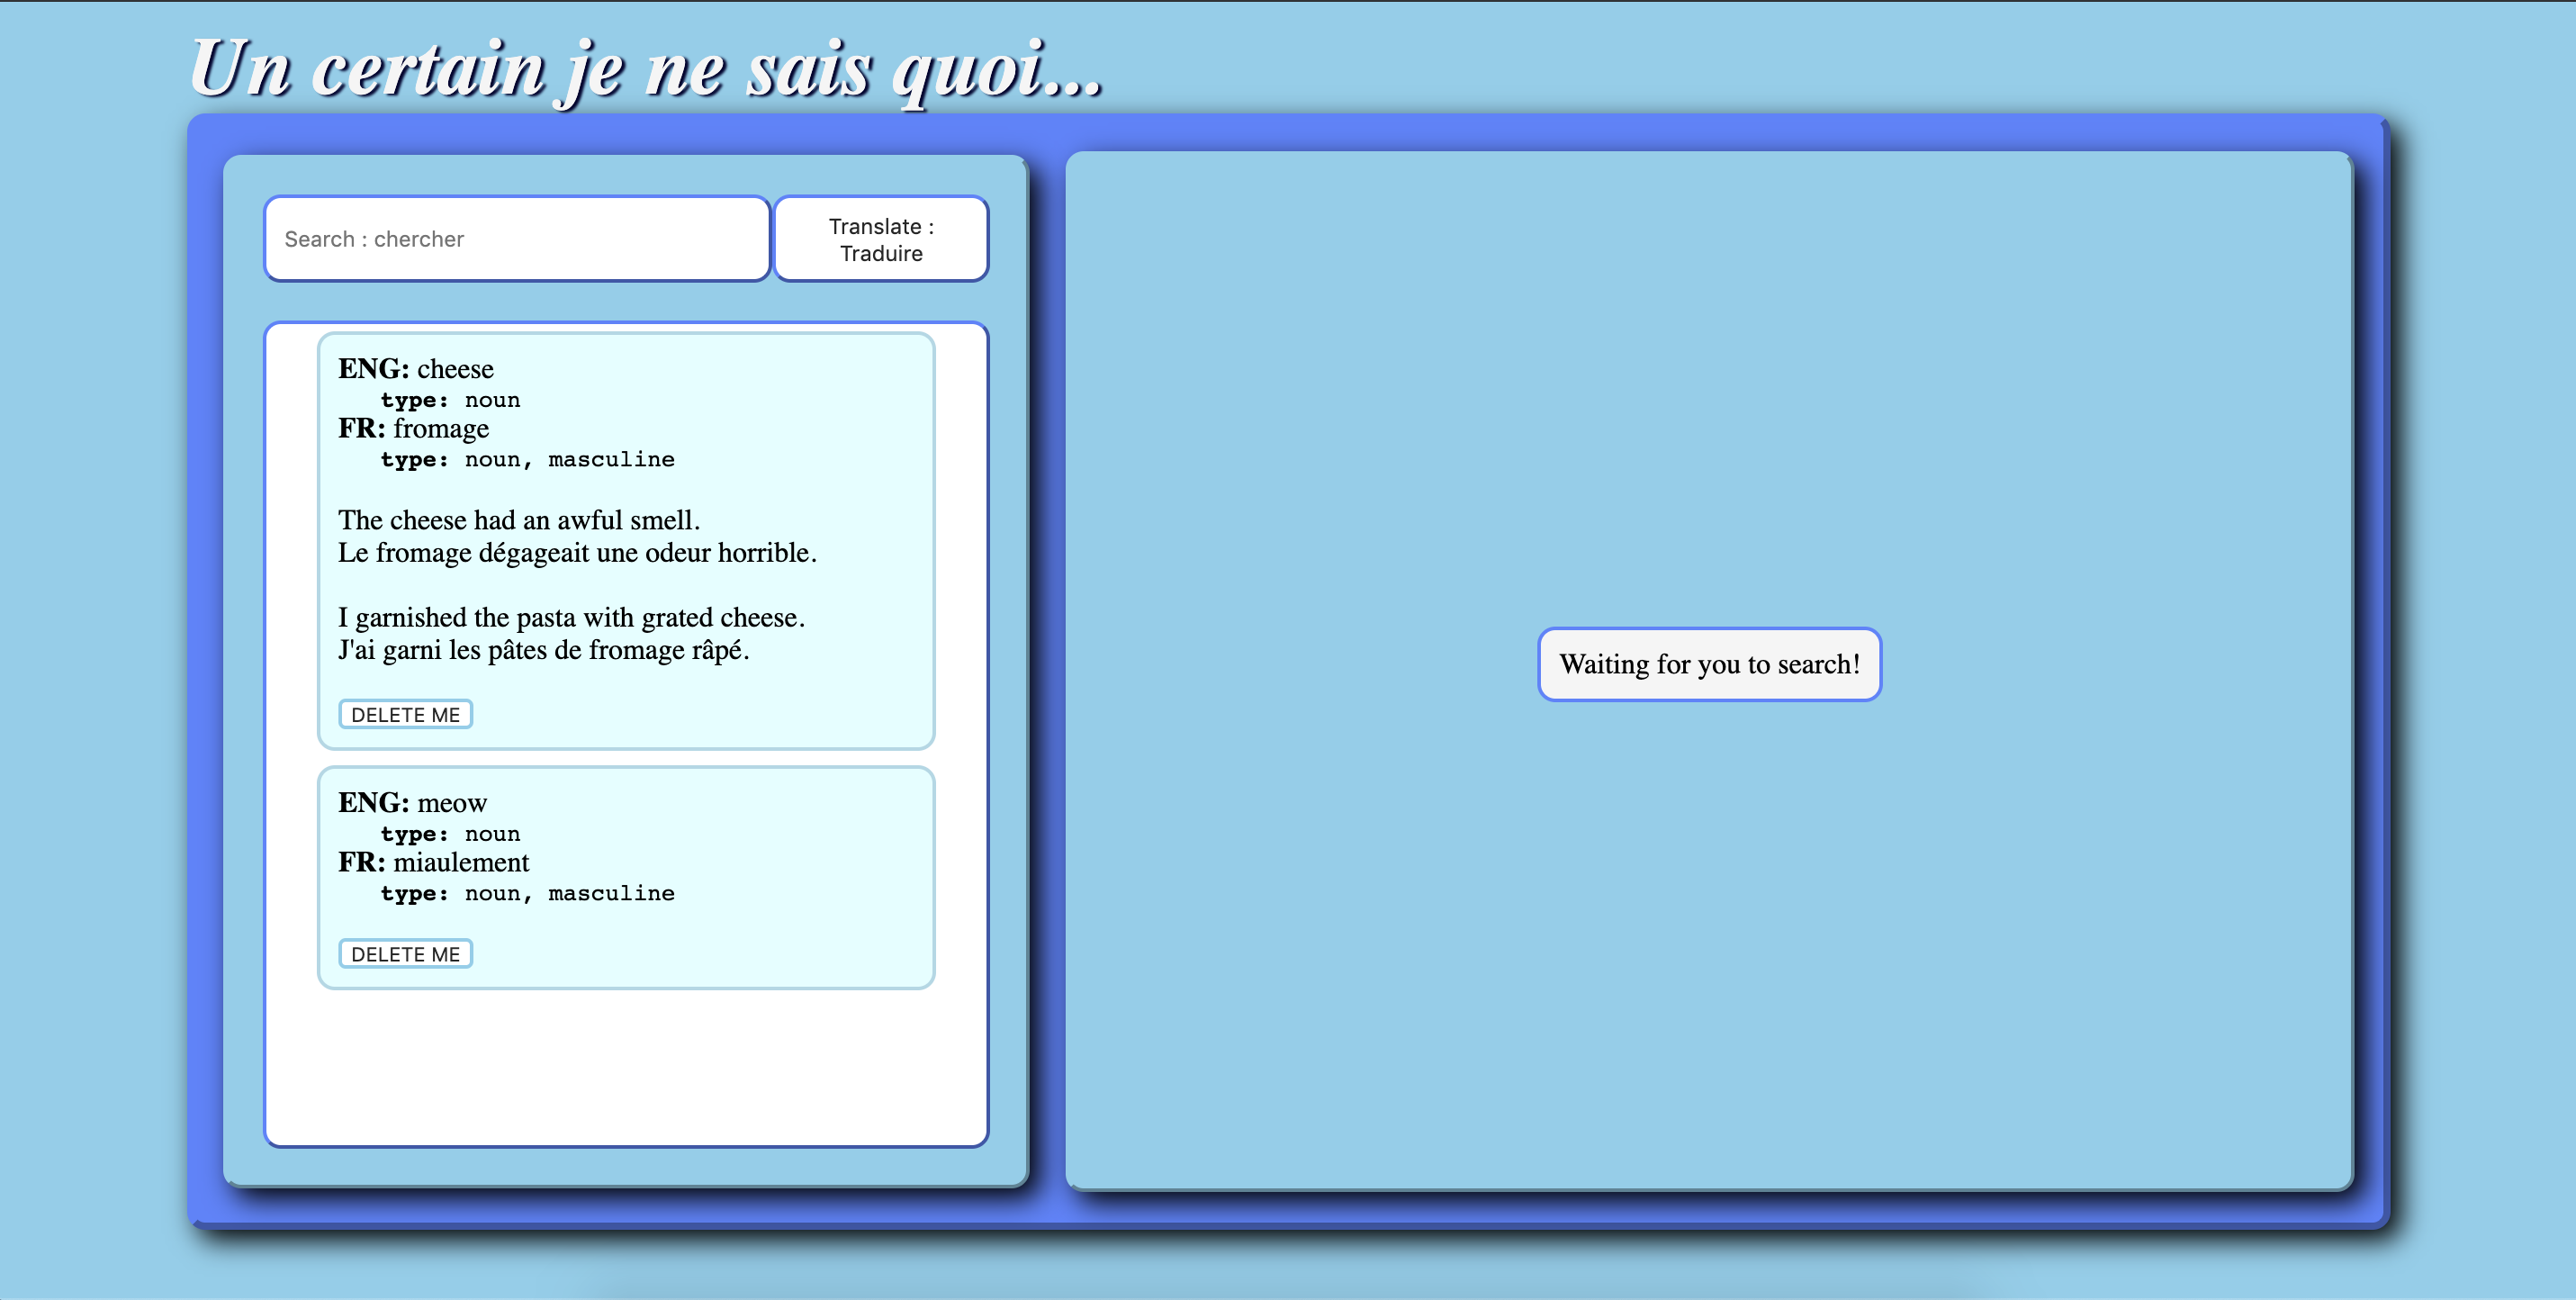 Un certain je ne sais quoi...
Search : chercher
Translate :
Traduire
ENG: cheese
type: noun
FR: fromage
type: noun, masculine
The cheese had an awful smell.
Le fromage dégageait une odeur horrible.
I garnished the pasta with grated cheese.
J'ai garni les pâtes de fromage râpé.
DELETE ME
ENG: meow
type: noun
FR: miaulement
type: noun, masculine
DELETE ME
Waiting for you to search!